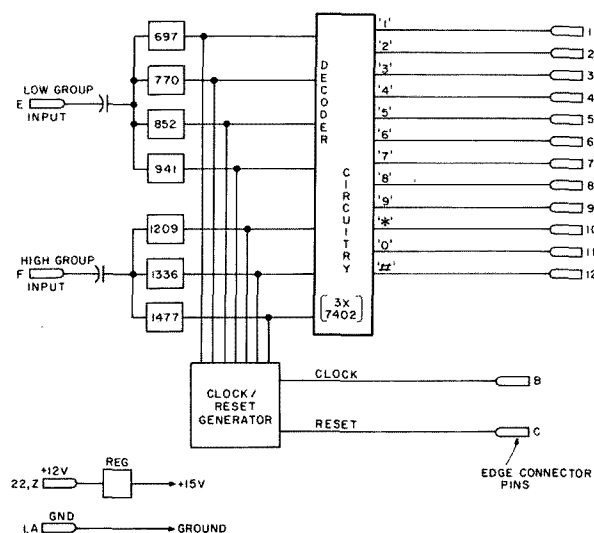 697
770
852
941
1209
1336
1477
LOW GROUP
E
INPUT
HIGH GROUP
F
INPUT
DECODER
CIRCUITRY
(3X
7402)
'1' 1
'2' 2
'3' 3
'4' 4
'5' 5
'6' 6
'7' 7
'8' 8
'9' 9
'*' 10
'0' 11
'#' 12
CLOCK/
RESET
GENERATOR
CLOCK B
RESET C
EDGE CONNECTOR
PINS
+12V
22,Z
REG
+15V
GND
1,A
GROUND